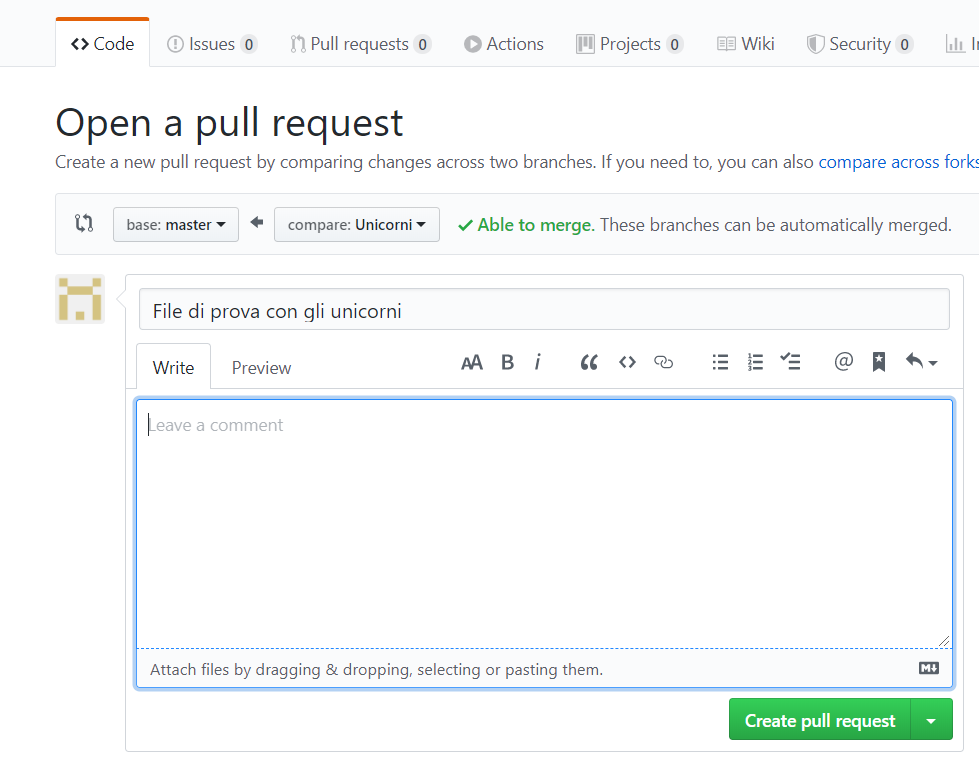 <> Code Issues 0 Pull requests 0 Actions Projects 0 Wiki Security 0
Open a pull request
Create a new pull request by comparing changes across two branches. If you need to, you can also compare across forks
base: master compare: Unicorni Able to merge. These branches can be automatically merged.
File di prova con gli unicorni
Write Preview AA B i
Leave a comment
Attach files by dragging & dropping, selecting or pasting them.
Create pull request